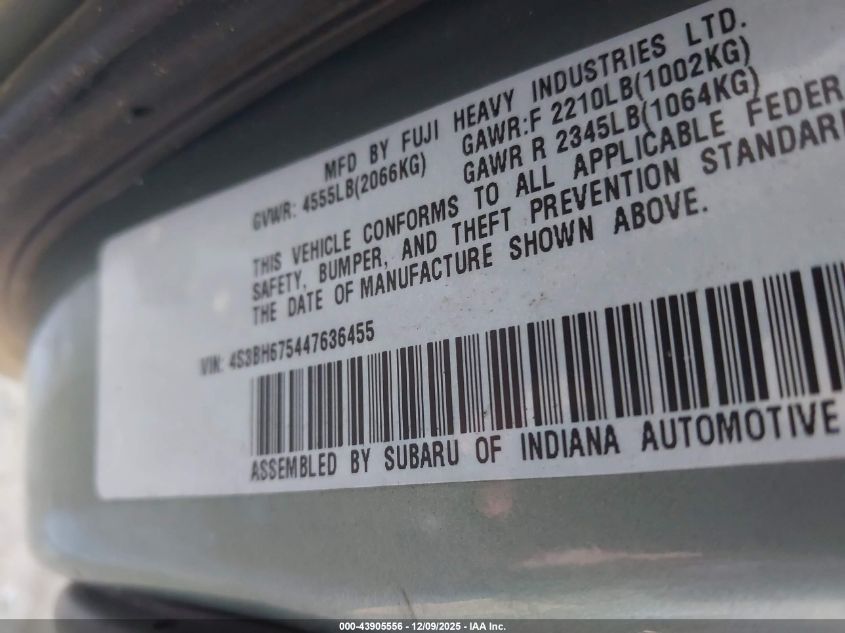 MFD BY FUJI HEAVY INDUSTRIES LTD.
GVWR: 4555LB(2066KG) GAWR:F 2210LB(1002KG)
GAWR R 2345LB(1064KG)
THIS VEHICLE CONFORMS TO ALL APPLICABLE FEDER
SAFETY, BUMPER, AND THEFT PREVENTION STANDAR
THE DATE OF MANUFACTURE SHOWN ABOVE.
VIN: 4S3BH675447636455
ASSEMBLED BY SUBARU OF INDIANA AUTOMOTIVE
000-43905556 - 12/09/2025 - IAA Inc.